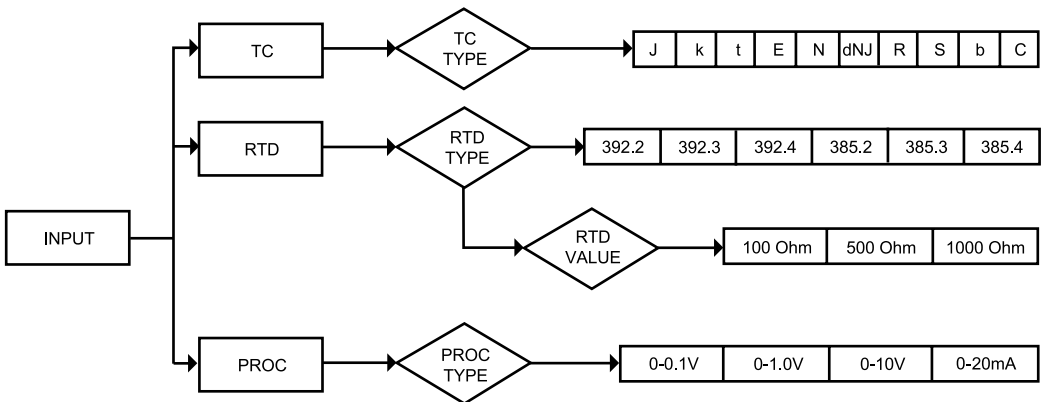 TC
TC
TYPE
J k t E N dNJ R S b C
RTD
RTD
TYPE
392.2 392.3 392.4 385.2 385.3 385.4
INPUT
RTD
VALUE
100 Ohm 500 Ohm 1000 Ohm
PROC
PROC
TYPE
0-0.1V 0-1.0V 0-10V 0-20mA